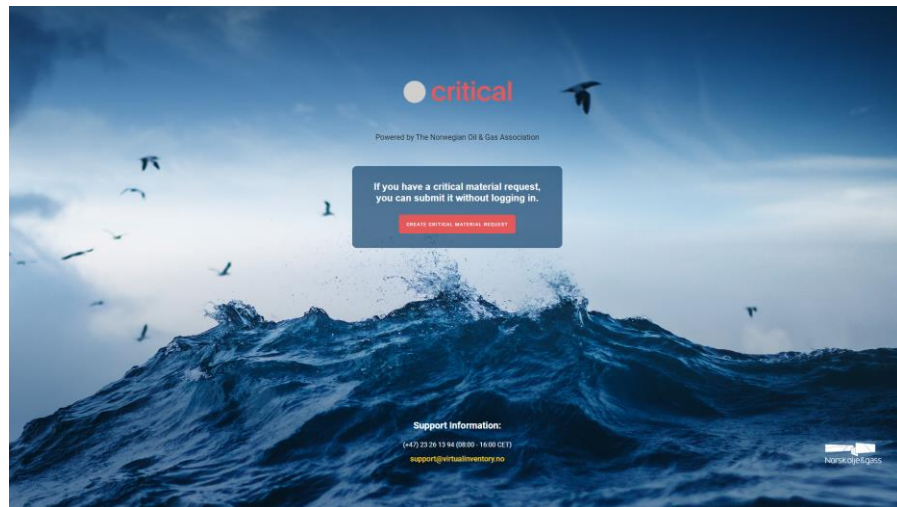 critical
Powered by The Norwegian Oil & Gas Association
If you have a critical material request,
you can submit it without logging in.
CREATE CRITICAL MATERIAL REQUEST
Support Information:
(+47) 23 26 13 94 (08:00 - 16:00 CET)
support@virtualinventory.no
Norsk olje&gass